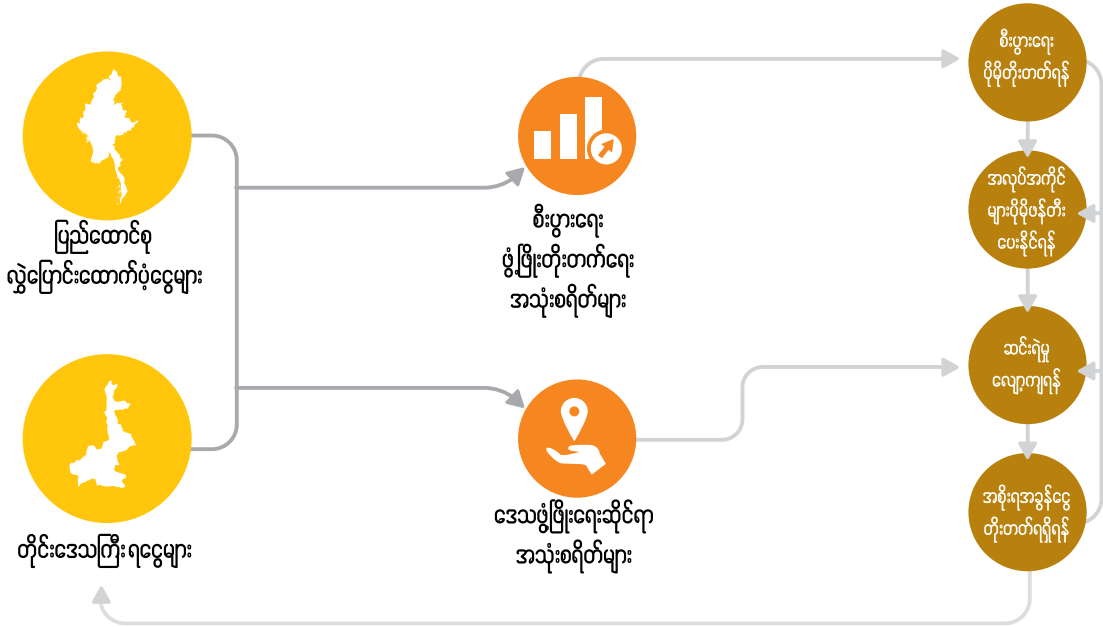 ပြည်ထောင်စု
လွှဲပြောင်းထောက်ပံ့ငွေများ
တိုင်းဒေသကြီး ရငွေများ
စီးပွားရေး
ဖွံ့ဖြိုးတိုးတက်ရေး
အသုံးစရိတ်များ
ဒေသဖွံ့ဖြိုးရေးဆိုင်ရာ
အသုံးစရိတ်များ
စီးပွားရေး
ပိုမိုတိုးတတ်ရန်
အလုပ်အကိုင်
များပိုမိုဖန်တီး
ပေးနိုင်ရန်
ဆင်းရဲမှု
လျော့ကျရန်
အစိုးရအခွန်ငွေ
တိုးတတ်ရရှိရန်